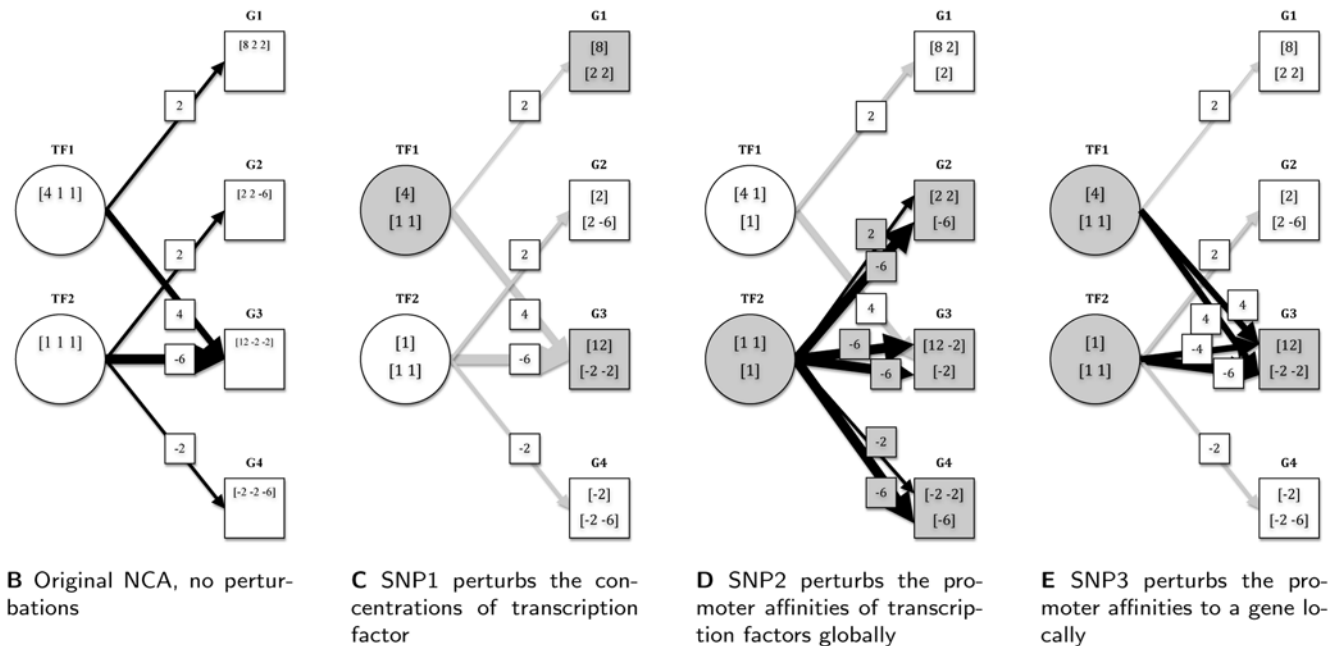 G1
[8 2 2]
2
TF1
[4 1 1]
G2
[2 2 -6]
2
TF2
[1 1 1]
4
G3
[12 -2 -2]
-6
-2
G4
[-2 -2 -6]
B Original NCA, no pertur-
bations
G1
[8]
[2 2]
2
TF1
[4]
[1 1]
G2
[2]
[2 -6]
2
TF2
[1]
[1 1]
4
G3
[12]
[-2 -2]
-6
-2
G4
[-2]
[-2 -6]
C SNP1 perturbs the con-
centrations of transcription
factor
G1
[8 2]
[2]
2
TF1
[4 1]
[1]
G2
[2 2]
[-6]
2
-6
TF2
[1 1]
[1]
4
G3
[12 -2]
[-2]
-6
-6
-2
-6
G4
[-2 -2]
[-6]
D SNP2 perturbs the pro-
moter affinities of transcrip-
tion factors globally
G1
[8]
[2 2]
2
TF1
[4]
[1 1]
G2
[2]
[2 -6]
2
TF2
[1]
[1 1]
4
4
G3
[12]
[-2 -2]
-4
-6
-2
G4
[-2]
[-2 -6]
E SNP3 perturbs the pro-
moter affinities to a gene lo-
cally